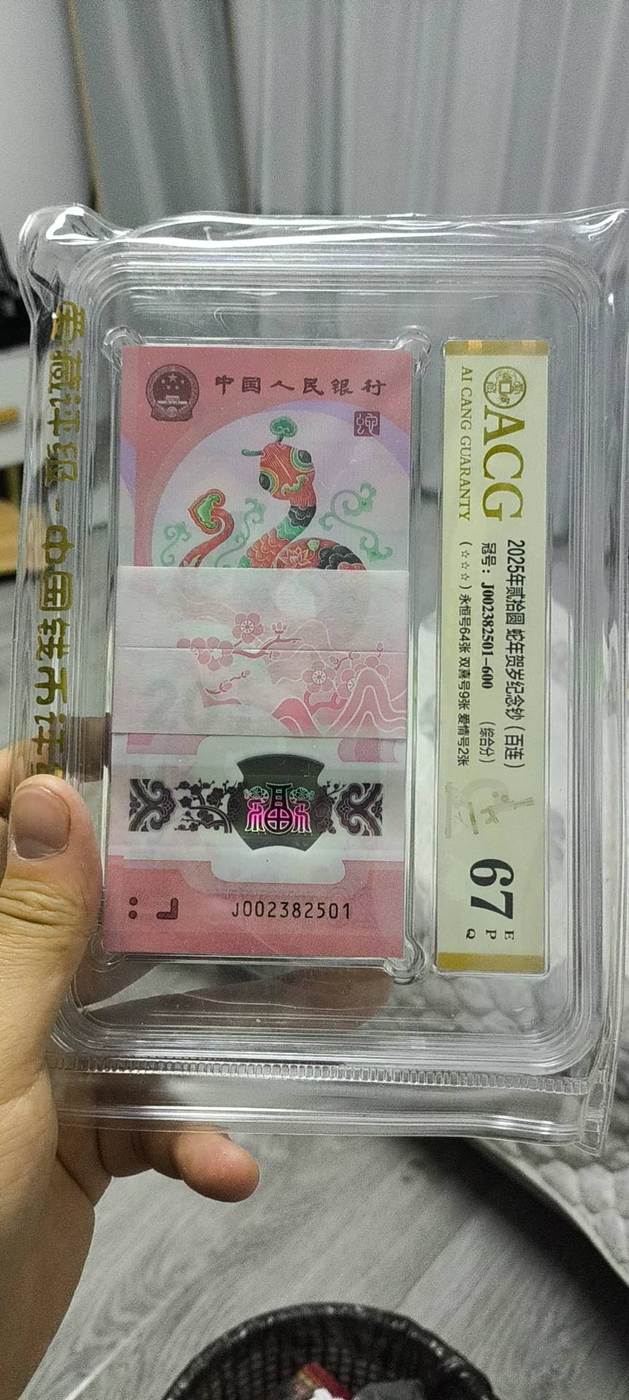 中国人民银行
J002382501
爱藏评级-中国钱币评级
ACG
AI CANG GUARANTY
2025年贰拾圆 蛇年贺岁纪念钞 (百连)
冠号: J002382501-600 (综合分)
(☆☆☆) 永恒号64张 双喜号9张 爱情号2张
67
E
P
Q